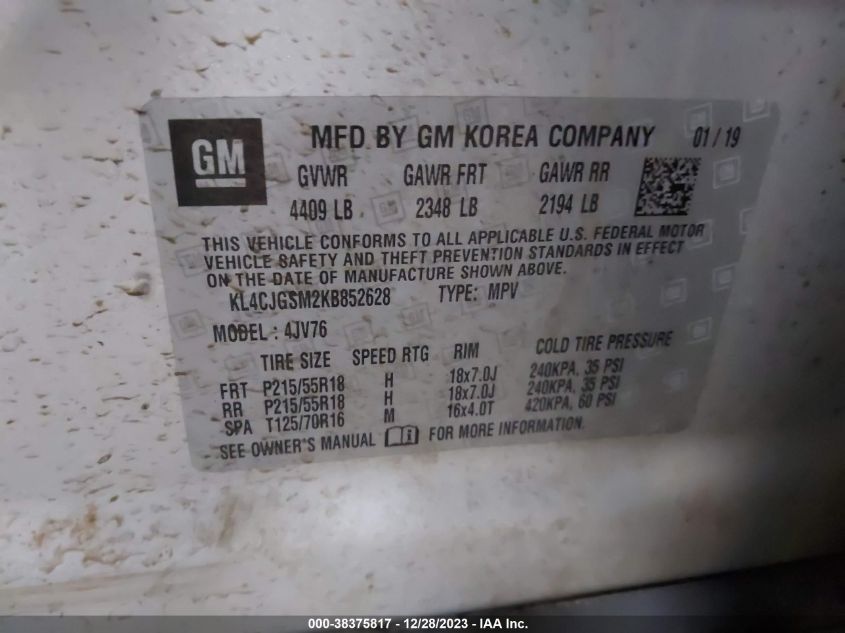 GM
MFD BY GM KOREA COMPANY 01 / 19
GVWR GAWR FRT GAWR RR
4409 LB 2348 LB 2194 LB
THIS VEHICLE CONFORMS TO ALL APPLICABLE U.S. FEDERAL MOTOR
VEHICLE SAFETY AND THEFT PREVENTION STANDARDS IN EFFECT
ON THE DATE OF MANUFACTURE SHOWN ABOVE.
KL4CJGSM2KB852628 TYPE: MPV
MODEL : 4JV76
TIRE SIZE SPEED RTG RIM COLD TIRE PRESSURE
FRT P215/55R18 H 18x7.0J 240KPA, 35 PSI
RR P215/55R18 H 18x7.0J 240KPA, 35 PSI
SPA T125/70R16 M 16x4.0T 420KPA, 60 PSI
SEE OWNER'S MANUAL FOR MORE INFORMATION.
000-38375817 - 12/28/2023 - IAA Inc.